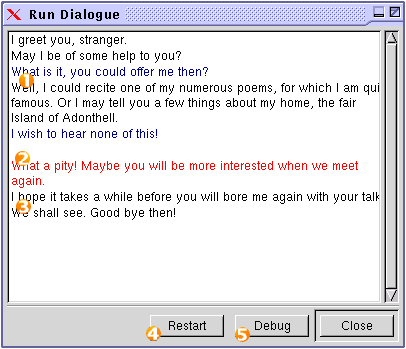 Run Dialogue
I greet you, stranger.
May I be of some help to you?
What is it, you could offer me then?
1
Well, I could recite one of my numerous poems, for which I am qui
famous. Or I may tell you a few things about my home, the fair
Island of Adonthell.
I wish to hear none of this!
2
What a pity! Maybe you will be more interested when we meet
again.
I hope it takes a while before you will bore me again with your talk
3
We shall see. Good bye then!
4 Restart 5 Debug Close